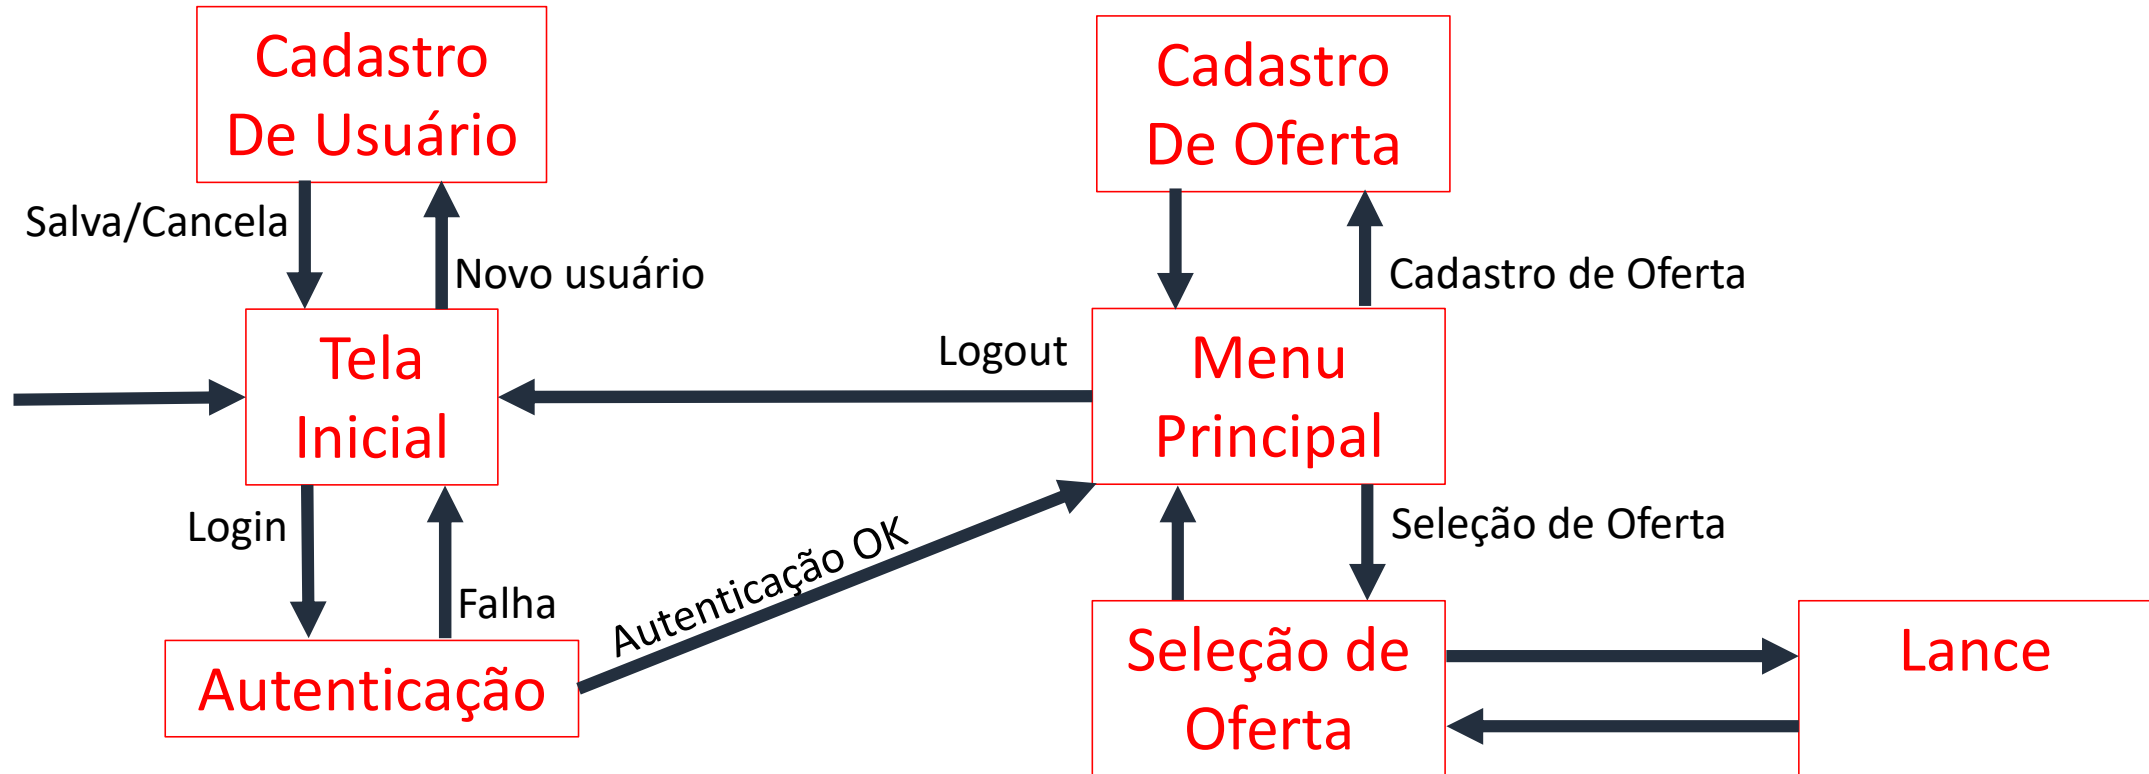 Cadastro
De Usuário
Cadastro
De Oferta
Salva/Cancela
Novo usuário
Cadastro de Oferta
Tela
Inicial
Logout
Menu
Principal
Login
Falha
Autenticação OK
Seleção de Oferta
Autenticação
Seleção de
Oferta
Lance